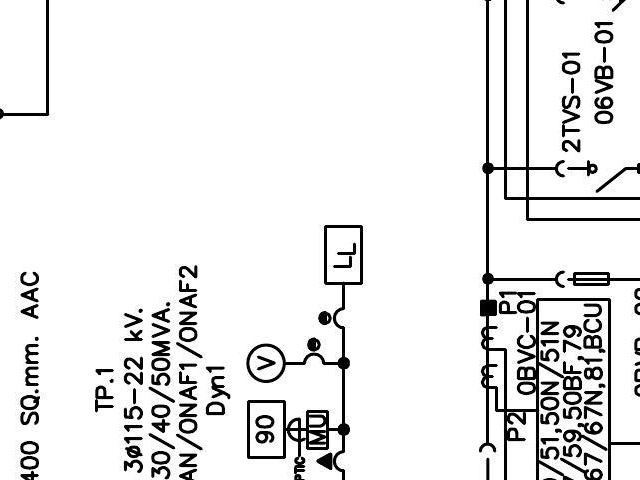 400 SQ.mm. AAC
TP.1
3ø115-22 kV.
30/40/50MVA.
AN/ONAF1/ONAF2
Dyn1
LL
V
90
MU
PTIC
2TVS-01
06VB-01
P1
P2
0BVC-01
/51,50N/51N
/59,50BF,79
67/67N,81,BCU